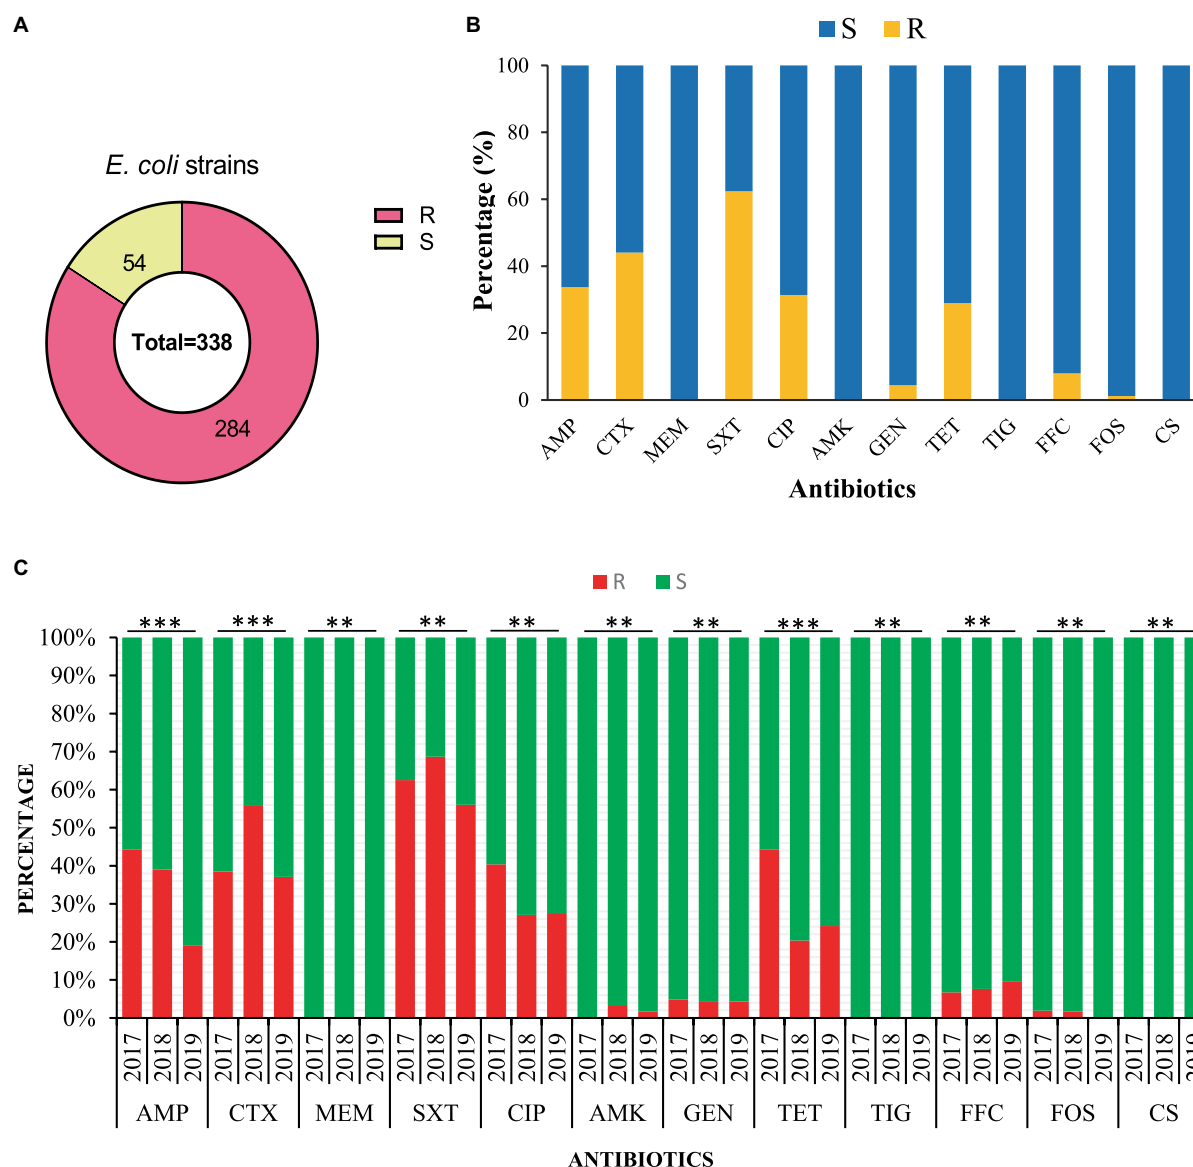 A
E. coli strains
R
S
54
Total=338
284
B
S R
100
80
60
40
20
0
Percentage (%)
AMP CTX MEM SXT CIP AMK GEN TET TIG FFC FOS CS
Antibiotics
C
R S
*** *** ** ** ** ** ** *** ** ** ** **
100%
90%
80%
70%
60%
50%
40%
30%
20%
10%
0%
PERCENTAGE
2017 2018 2019 2017 2018 2019 2017 2018 2019 2017 2018 2019 2017 2018 2019 2017 2018 2019 2017 2018 2019 2017 2018 2019 2017 2018 2019 2017 2018 2019 2017 2018 2019 2017 2018 2019
AMP CTX MEM SXT CIP AMK GEN TET TIG FFC FOS CS
ANTIBIOTICS